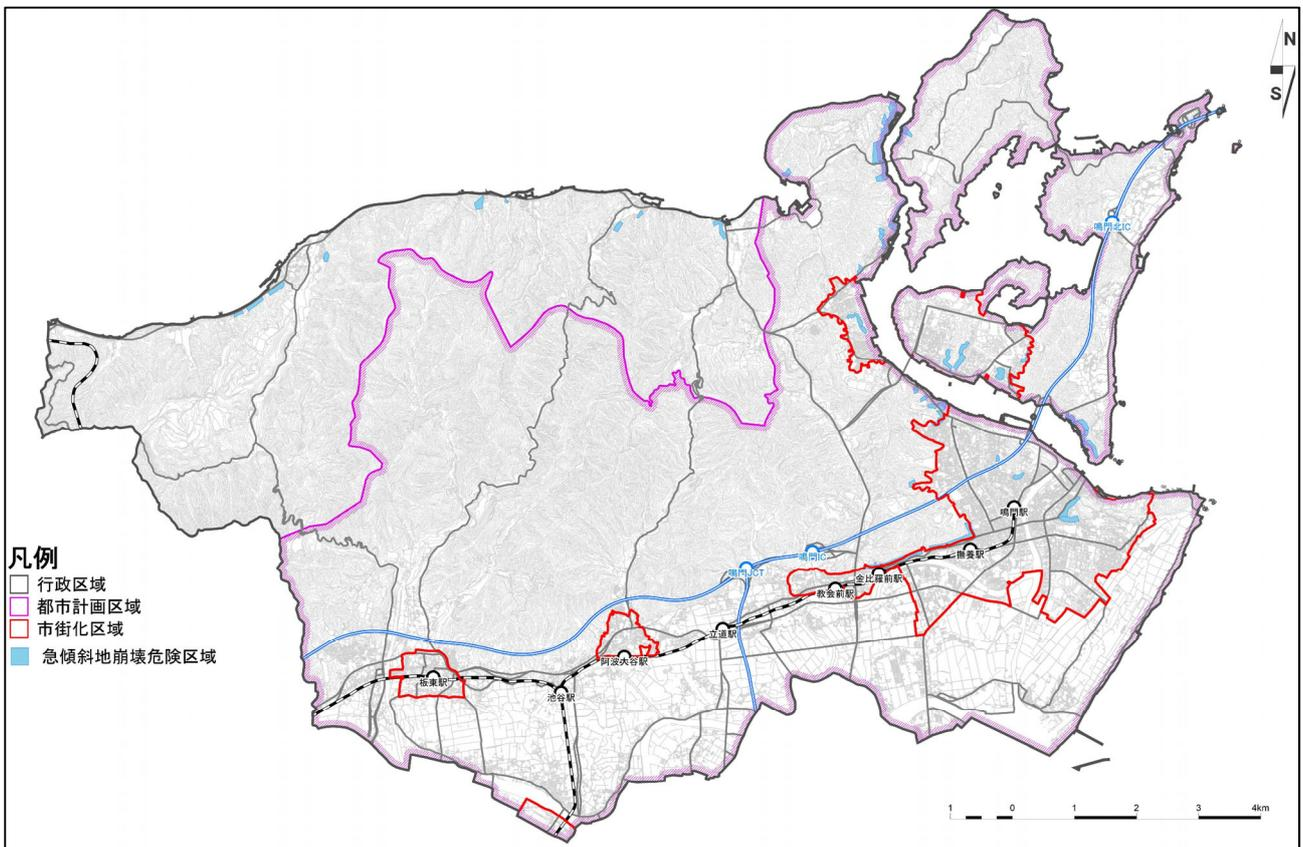 N
S
鳴門北IC
鳴門駅
撫養駅
鳴門IC
鳴門JCT
金比羅前駅
教会前駅
立道駅
阿波大谷駅
板東駅
池谷駅
凡例
行政区域
都市計画区域
市街化区域
急傾斜地崩壊危険区域
1 0 1 2 3 4km